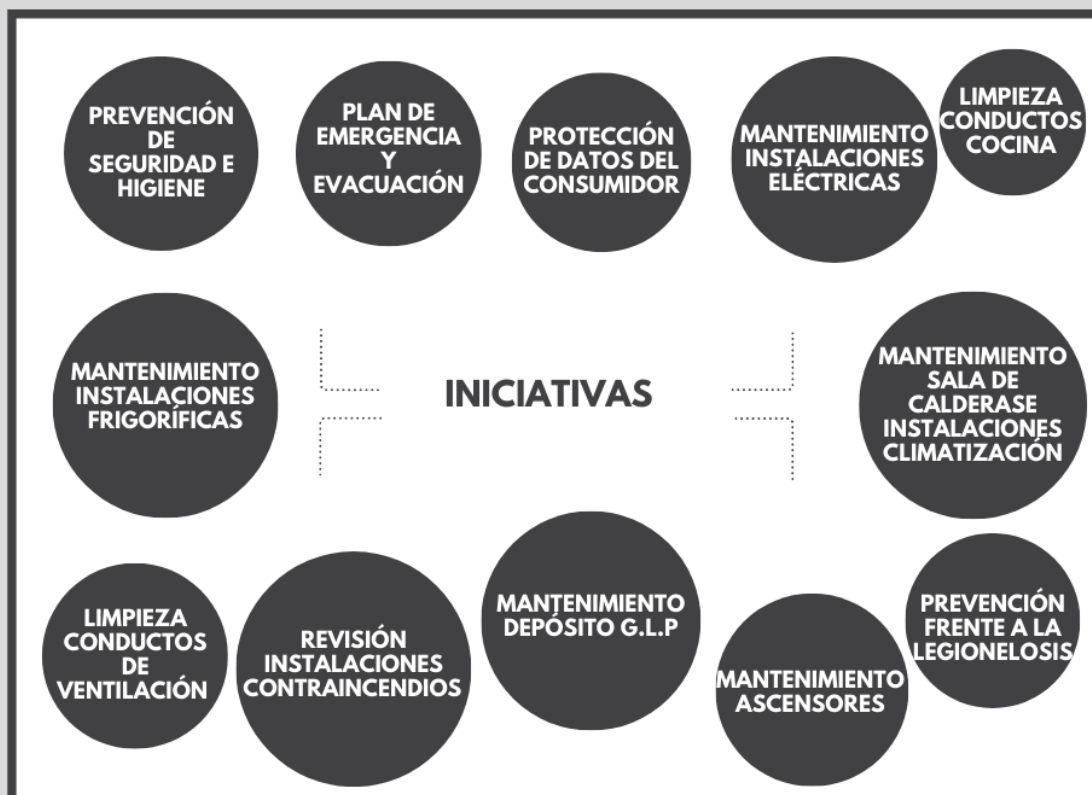 PREVENCIÓN
DE
SEGURIDAD E
HIGIENE
PLAN DE
EMERGENCIA
Y
EVACUACIÓN
PROTECCIÓN
DE DATOS DEL
CONSUMIDOR
MANTENIMIENTO
INSTALACIONES
ELÉCTRICAS
LIMPIEZA
CONDUCTOS
COCINA
MANTENIMIENTO
INSTALACIONES
FRIGORÍFICAS
INICIATIVAS
MANTENIMIENTO
SALA DE
CALDERASE
INSTALACIONES
CLIMATIZACIÓN
LIMPIEZA
CONDUCTOS
DE
VENTILACIÓN
REVISIÓN
INSTALACIONES
CONTRAINCENDIOS
MANTENIMIENTO
DEPÓSITO G.L.P
MANTENIMIENTO
ASCENSORES
PREVENCIÓN
FRENTE A LA
LEGIONELOSIS